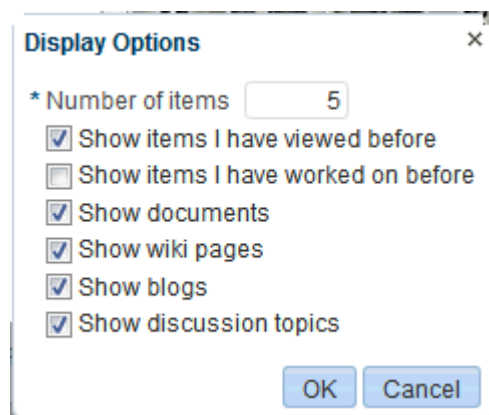 Display Options ×
* Number of items 5
Show items I have viewed before
Show items I have worked on before
Show documents
Show wiki pages
Show blogs
Show discussion topics
OK Cancel